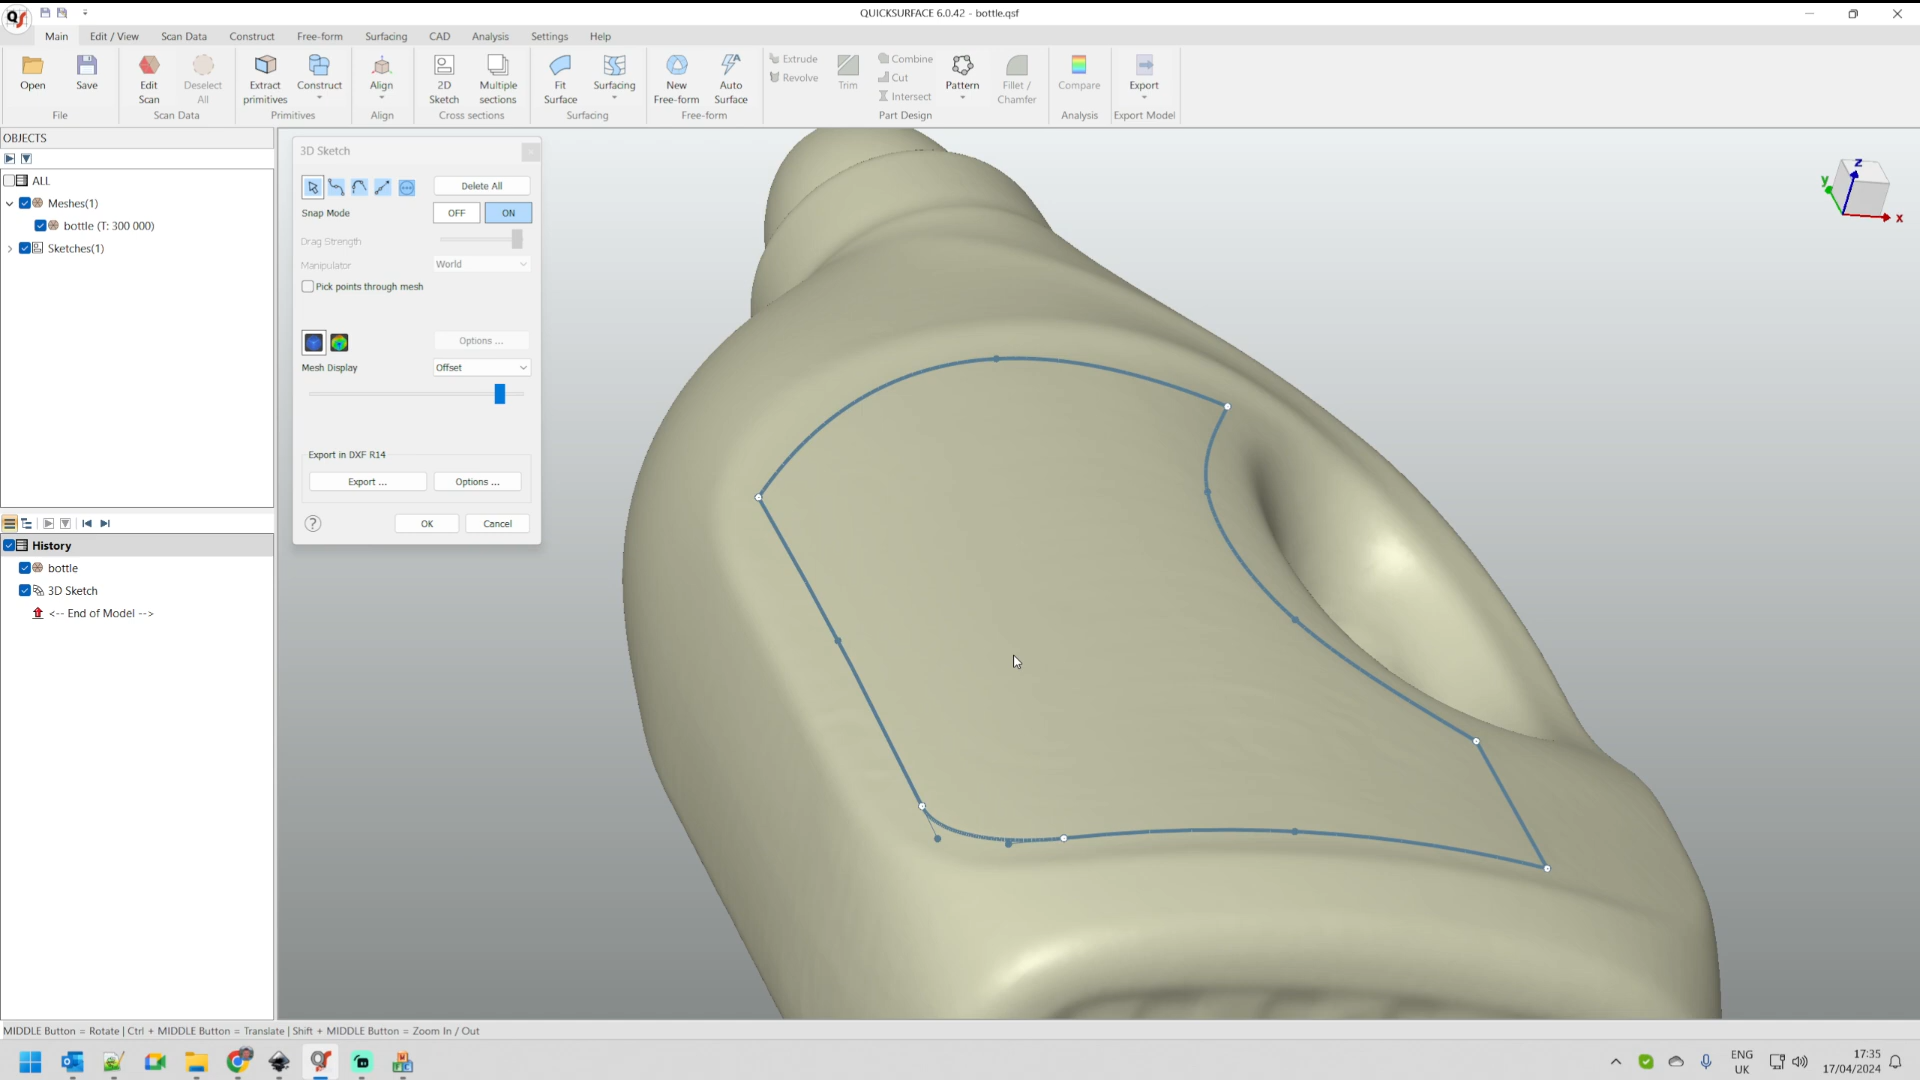 QS
QUICKSURFACE 6.0.42 - bottle.qsf
Main
Edit / View
Scan Data
Construct
Free-form
Surfacing
CAD
Analysis
Settings
Help
Open
Save
File
Edit Scan
Deselect All
Scan Data
Extract primitives
Construct
Primitives
Align
Align
2D Sketch
Multiple sections
Cross sections
Fit Surface
Surfacing
Surfacing
New Free-form
Auto Surface
Free-form
Extrude
Revolve
Trim
Combine
Cut
Intersect
Pattern
Fillet / Chamfer
Part Design
Compare
Analysis
Export
Export Model
OBJECTS
ALL
Meshes(1)
bottle (T: 300 000)
Sketches(1)
History
bottle
3D Sketch
<-- End of Model -->
3D Sketch
Delete All
Snap Mode
OFF
ON
Drag Strength
Manipulator
World
Pick points through mesh
Options ...
Mesh Display
Offset
Export in DXF R14
Export ...
Options ...
?
OK
Cancel
z
y
x
MIDDLE Button = Rotate | Ctrl + MIDDLE Button = Translate | Shift + MIDDLE Button = Zoom In / Out
ENG
UK
17:35
17/04/2024